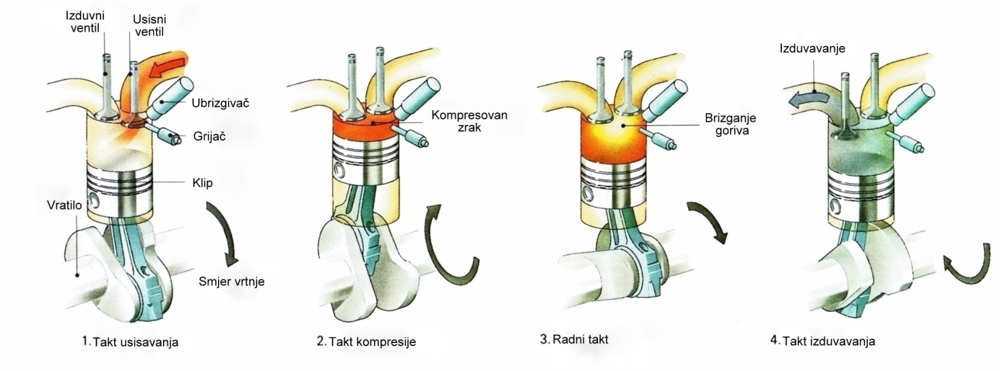 Izduvni
ventil
Usisni
ventil
Ubrizgivač
Grijač
Klip
Vratilo
Smjer vrtnje
1. Takt usisavanja
Kompresovan
zrak
2. Takt kompresije
Brizganje
goriva
3. Radni takt
Izduvavanje
4. Takt izduvavanja